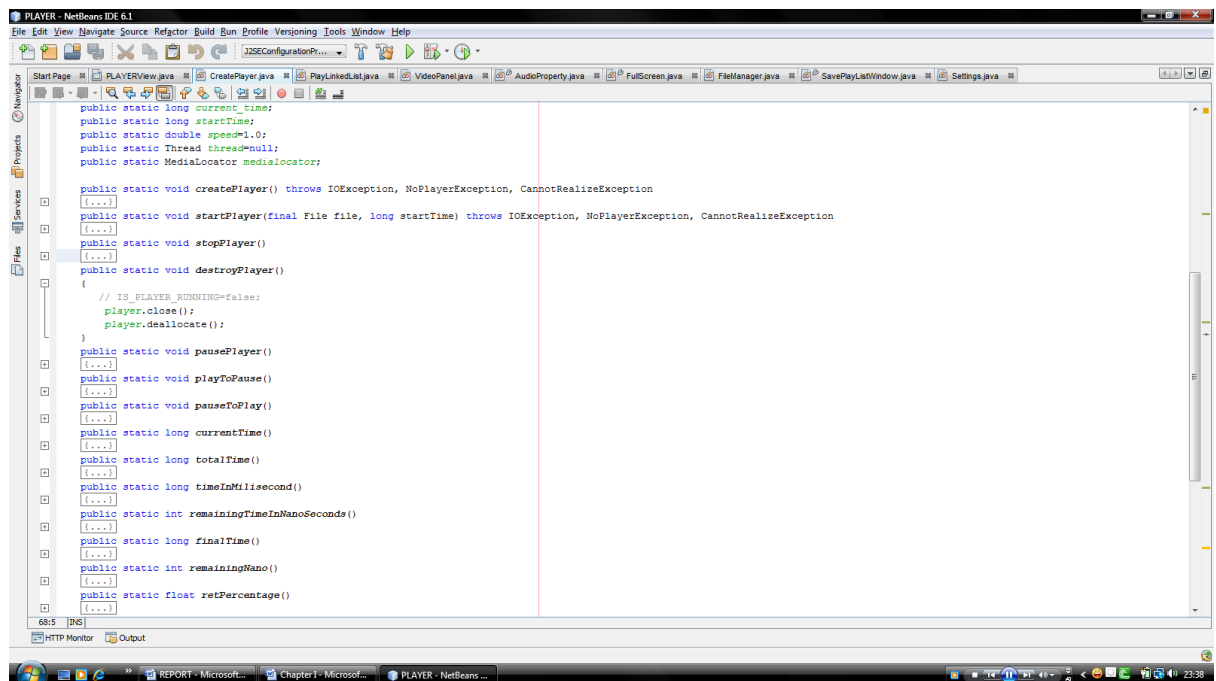 PLAYER - NetBeans IDE 6.1
File Edit View Navigate Source Refactor Build Run Profile Versioning Tools Window Help
J2SEConfigurationPr...
Start Page PLAYERView.java CreatePlayer.java PlayLinkedList.java VideoPanel.java AudioProperty.java FullScreen.java FileManager.java SavePlayListWindow.java Settings.java
Navigator
Projects
Services
Files
public static long current_time;
public static long startTime;
public static double speed=1.0;
public static Thread thread=null;
public static MediaLocator medialocator;
public static void createPlayer() throws IOException, NoPlayerException, CannotRealizeException
{...}
public static void startPlayer(final File file, long startTime) throws IOException, NoPlayerException, CannotRealizeException
{...}
public static void stopPlayer()
{...}
public static void destroyPlayer()
{
// IS_PLAYER_RUNNING=false;
player.close();
player.deallocate();
}
public static void pausePlayer()
{...}
public static void playToPause()
{...}
public static void pauseToPlay()
{...}
public static long currentTime()
{...}
public static long totalTime()
{...}
public static long timeInMilisecond()
{...}
public static int remainingTimeInNanoSeconds()
{...}
public static long finalTime()
{...}
public static int remainingNano()
{...}
public static float retPercentage()
{...}
68:5 INS
HTTP Monitor Output
REPORT - Microsoft... Chapter1 - Microsof... PLAYER - NetBeans ... 23:38